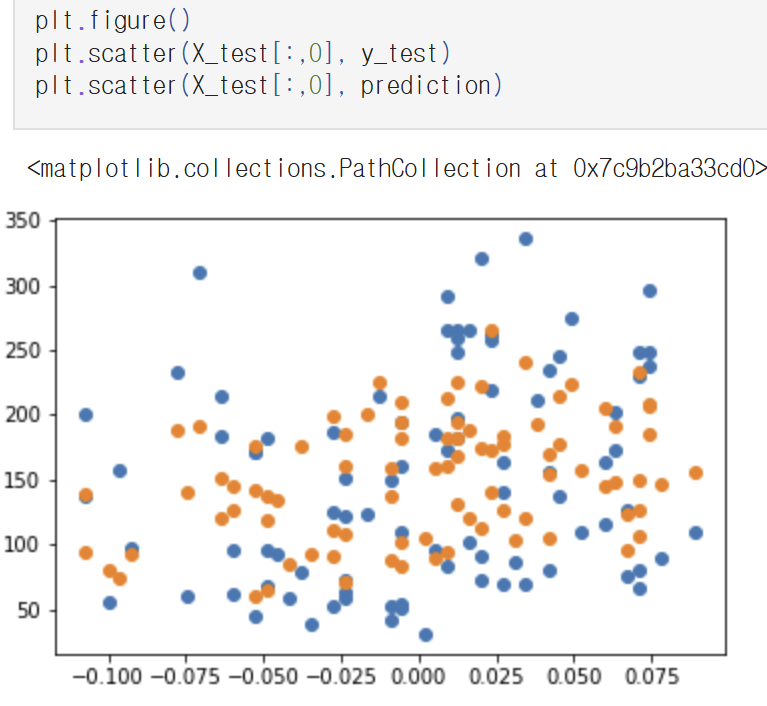 plt.figure()
plt.scatter(X_test[:,0], y_test)
plt.scatter(X_test[:,0], prediction)
<matplotlib.collections.PathCollection at 0x7c9b2ba33cd0>
350
300
250
200
150
100
50
−0.100 −0.075 −0.050 −0.025 0.000 0.025 0.050 0.075